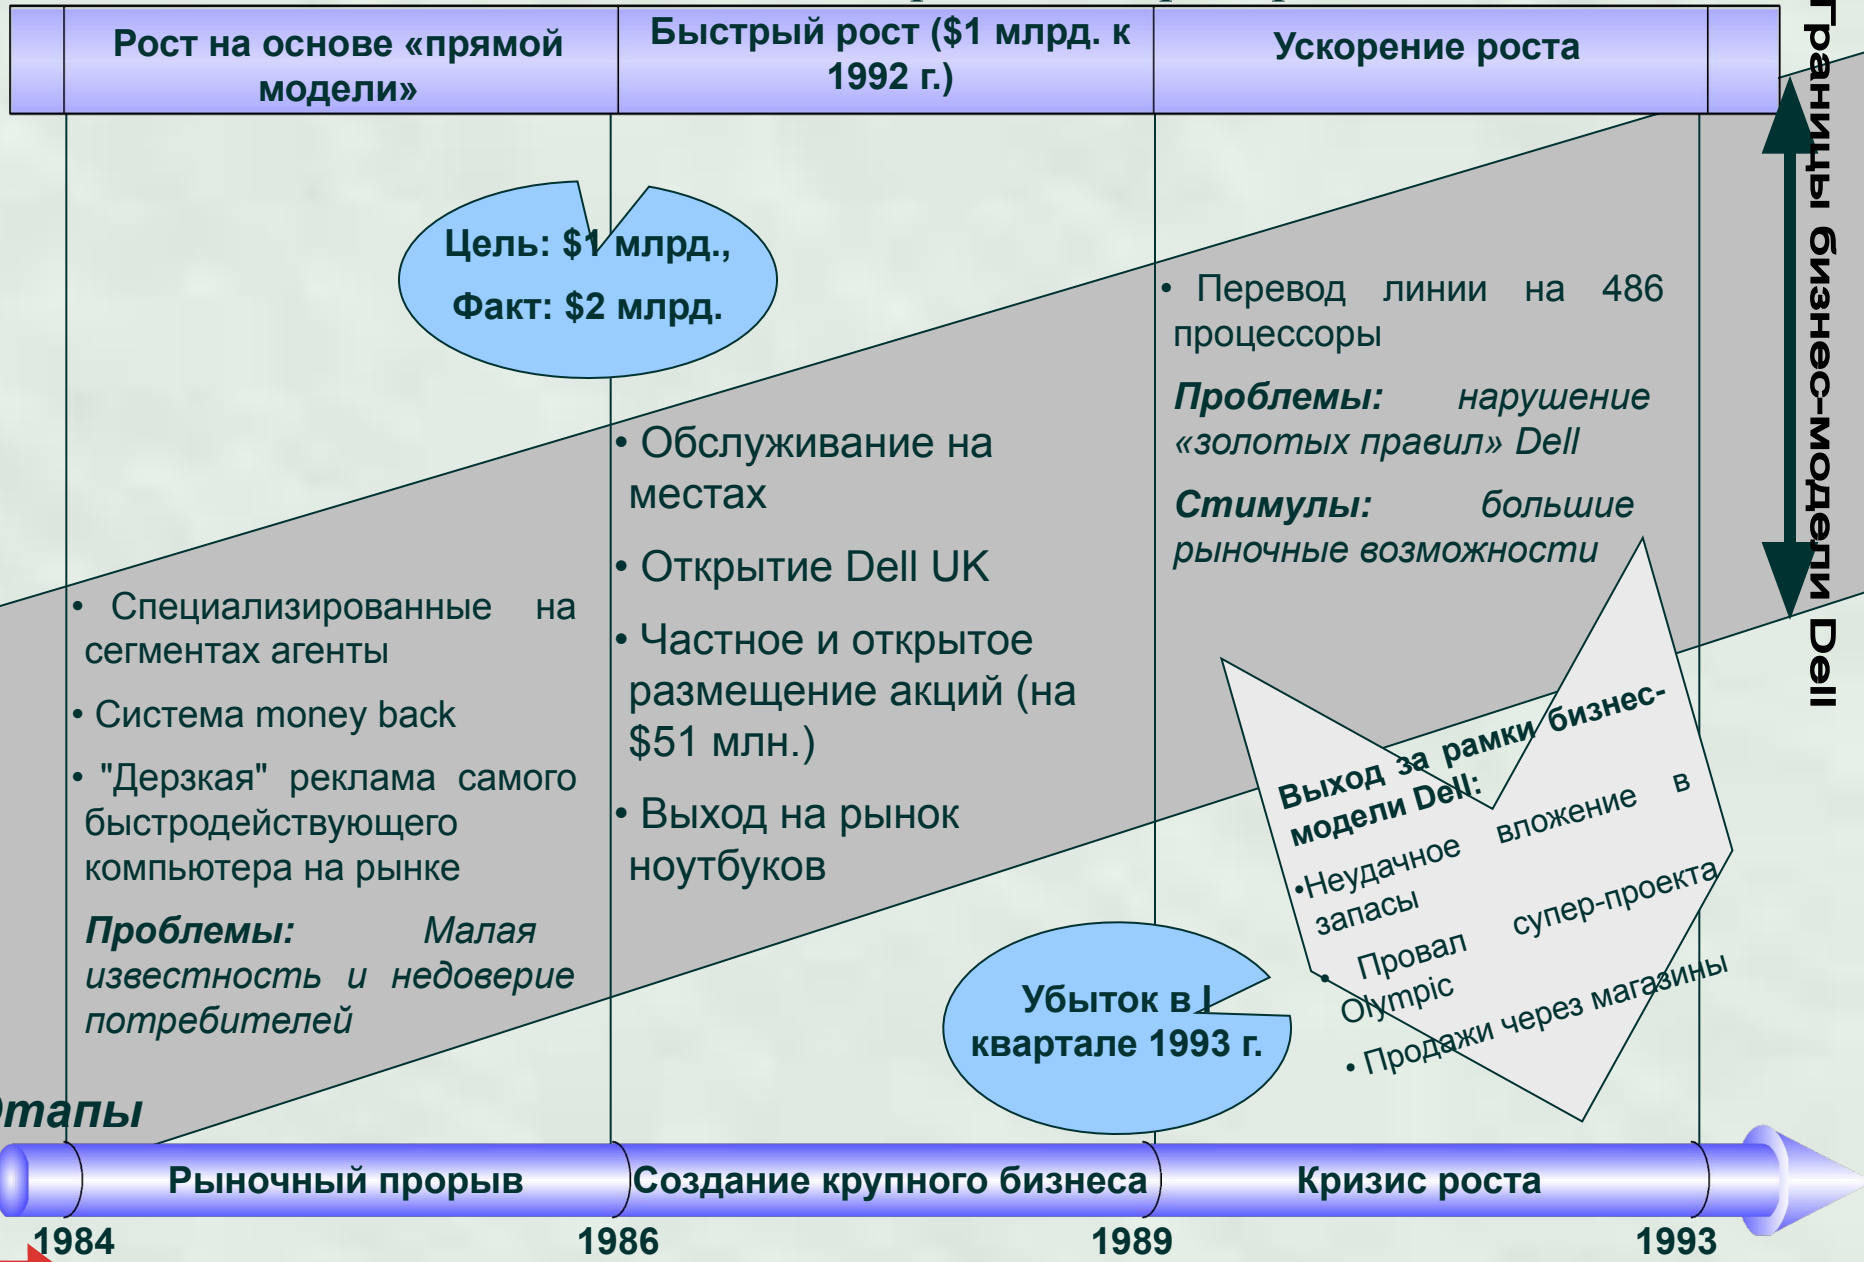 Рост на основе «прямой
модели»
Быстрый рост ($1 млрд. к
1992 г.)
Ускорение роста
Границы бизнес-модели Dell
Цель: $1 млрд.,
Факт: $2 млрд.
• Специализированные на
сегментах агенты
• Система money back
• "Дерзкая" реклама самого
быстродействующего
компьютера на рынке
Проблемы: Малая
известность и недоверие
потребителей
• Обслуживание на
местах
• Открытие Dell UK
• Частное и открытое
размещение акций (на
$51 млн.)
• Выход на рынок
ноутбуков
• Перевод линии на 486
процессоры
Проблемы: нарушение
«золотых правил» Dell
Стимулы: большие
рыночные возможности
Выход за рамки бизнес-
модели Dell:
•Неудачное вложение в
запасы
• Провал супер-проекта
Olympic
• Продажи через магазины
Убыток в I
квартале 1993 г.
Этапы
Рыночный прорыв
Создание крупного бизнеса
Кризис роста
1984
1986
1989
1993